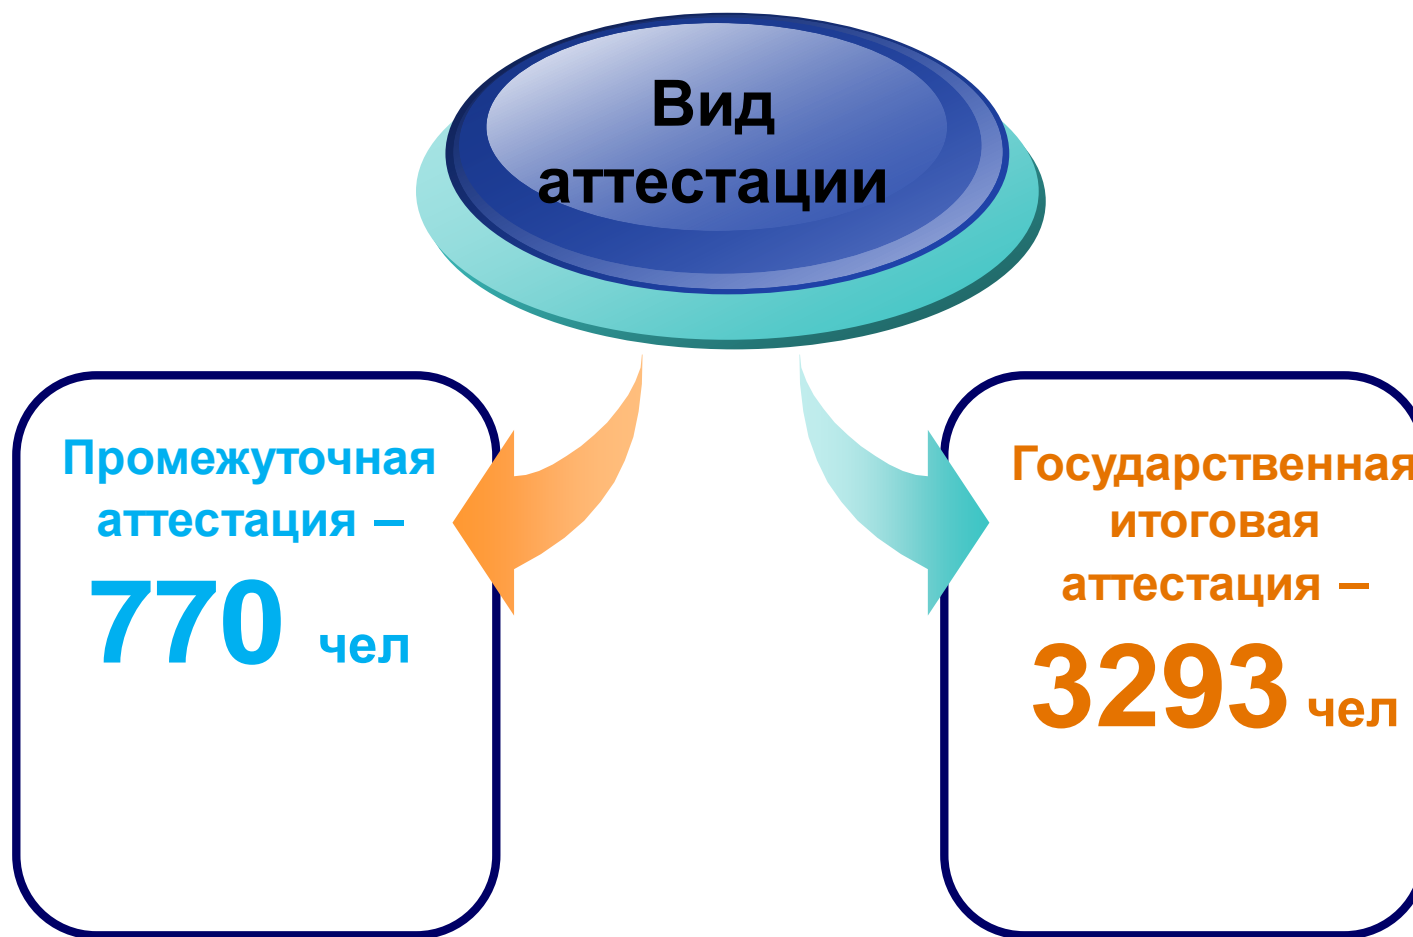 Вид
аттестации
Промежуточная
аттестация –
770 чел
Государственная
итоговая
аттестация –
3293 чел